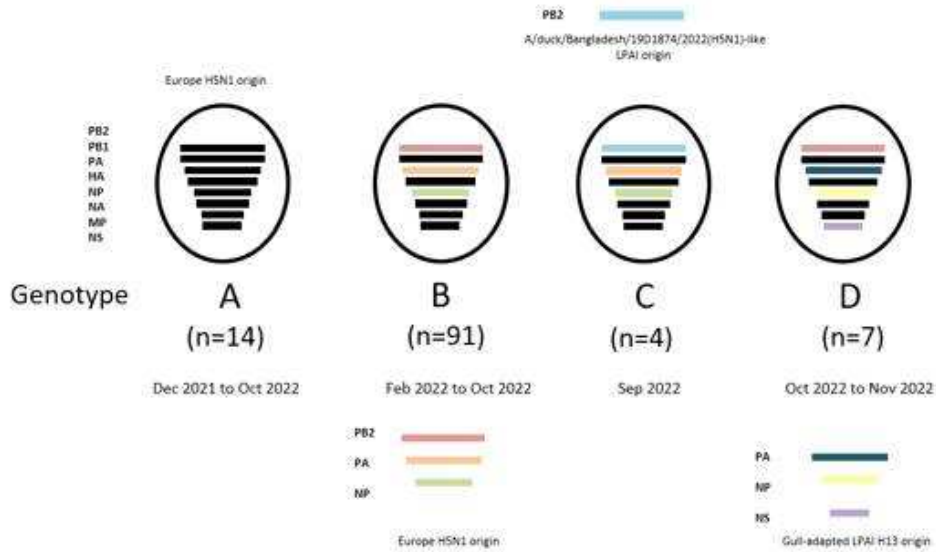 PB2
A/duck/Bangladesh/19D1874/2022(H5N1)-like
LPAI origin
Europe H5N1 origin
PB2
PB1
PA
HA
NP
NA
MP
NS
Genotype
A
B
C
D
(n=14)
(n=91)
(n=4)
(n=7)
Dec 2021 to Oct 2022
Feb 2022 to Oct 2022
Sep 2022
Oct 2022 to Nov 2022
PB2
PA
NP
Europe H5N1 origin
PA
NP
NS
Gull-adapted LPAI H13 origin